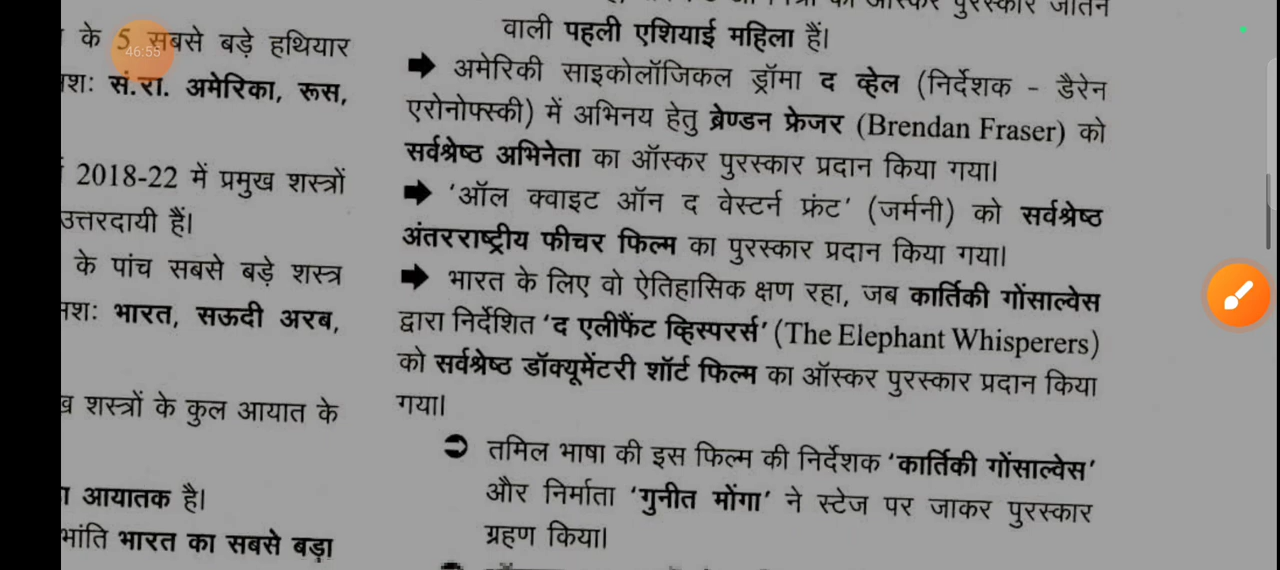 के 5 सबसे बड़े हथियार
46:55
सं.रा. अमेरिका, रूस,
2018-22 में प्रमुख शस्त्रों
उत्तरदायी हैं।
के पांच सबसे बड़े शस्त्र
भारत, सऊदी अरब,
शस्त्रों के कुल आयात के
आयातक है।
भांति भारत का सबसे बड़ा
वाली पहली एशियाई महिला हैं।
➡ अमेरिकी साइकोलॉजिकल ड्रॉमा द व्हेल (निर्देशक - डैरेन
एरोनोफ्स्की) में अभिनय हेतु ब्रेण्डन फ्रेजर (Brendan Fraser) को
सर्वश्रेष्ठ अभिनेता का ऑस्कर पुरस्कार प्रदान किया गया।
➡ 'ऑल क्वाइट ऑन द वेस्टर्न फ्रंट' (जर्मनी) को सर्वश्रेष्ठ
अंतरराष्ट्रीय फीचर फिल्म का पुरस्कार प्रदान किया गया।
➡ भारत के लिए वो ऐतिहासिक क्षण रहा, जब कार्तिकी गोंसाल्वेस
द्वारा निर्देशित 'द एलीफैंट व्हिस्परर्स' (The Elephant Whisperers)
को सर्वश्रेष्ठ डॉक्यूमेंटरी शॉर्ट फिल्म का ऑस्कर पुरस्कार प्रदान किया
गया।
➲ तमिल भाषा की इस फिल्म की निर्देशक 'कार्तिकी गोंसाल्वेस'
और निर्माता 'गुनीत मोंगा' ने स्टेज पर जाकर पुरस्कार
ग्रहण किया।